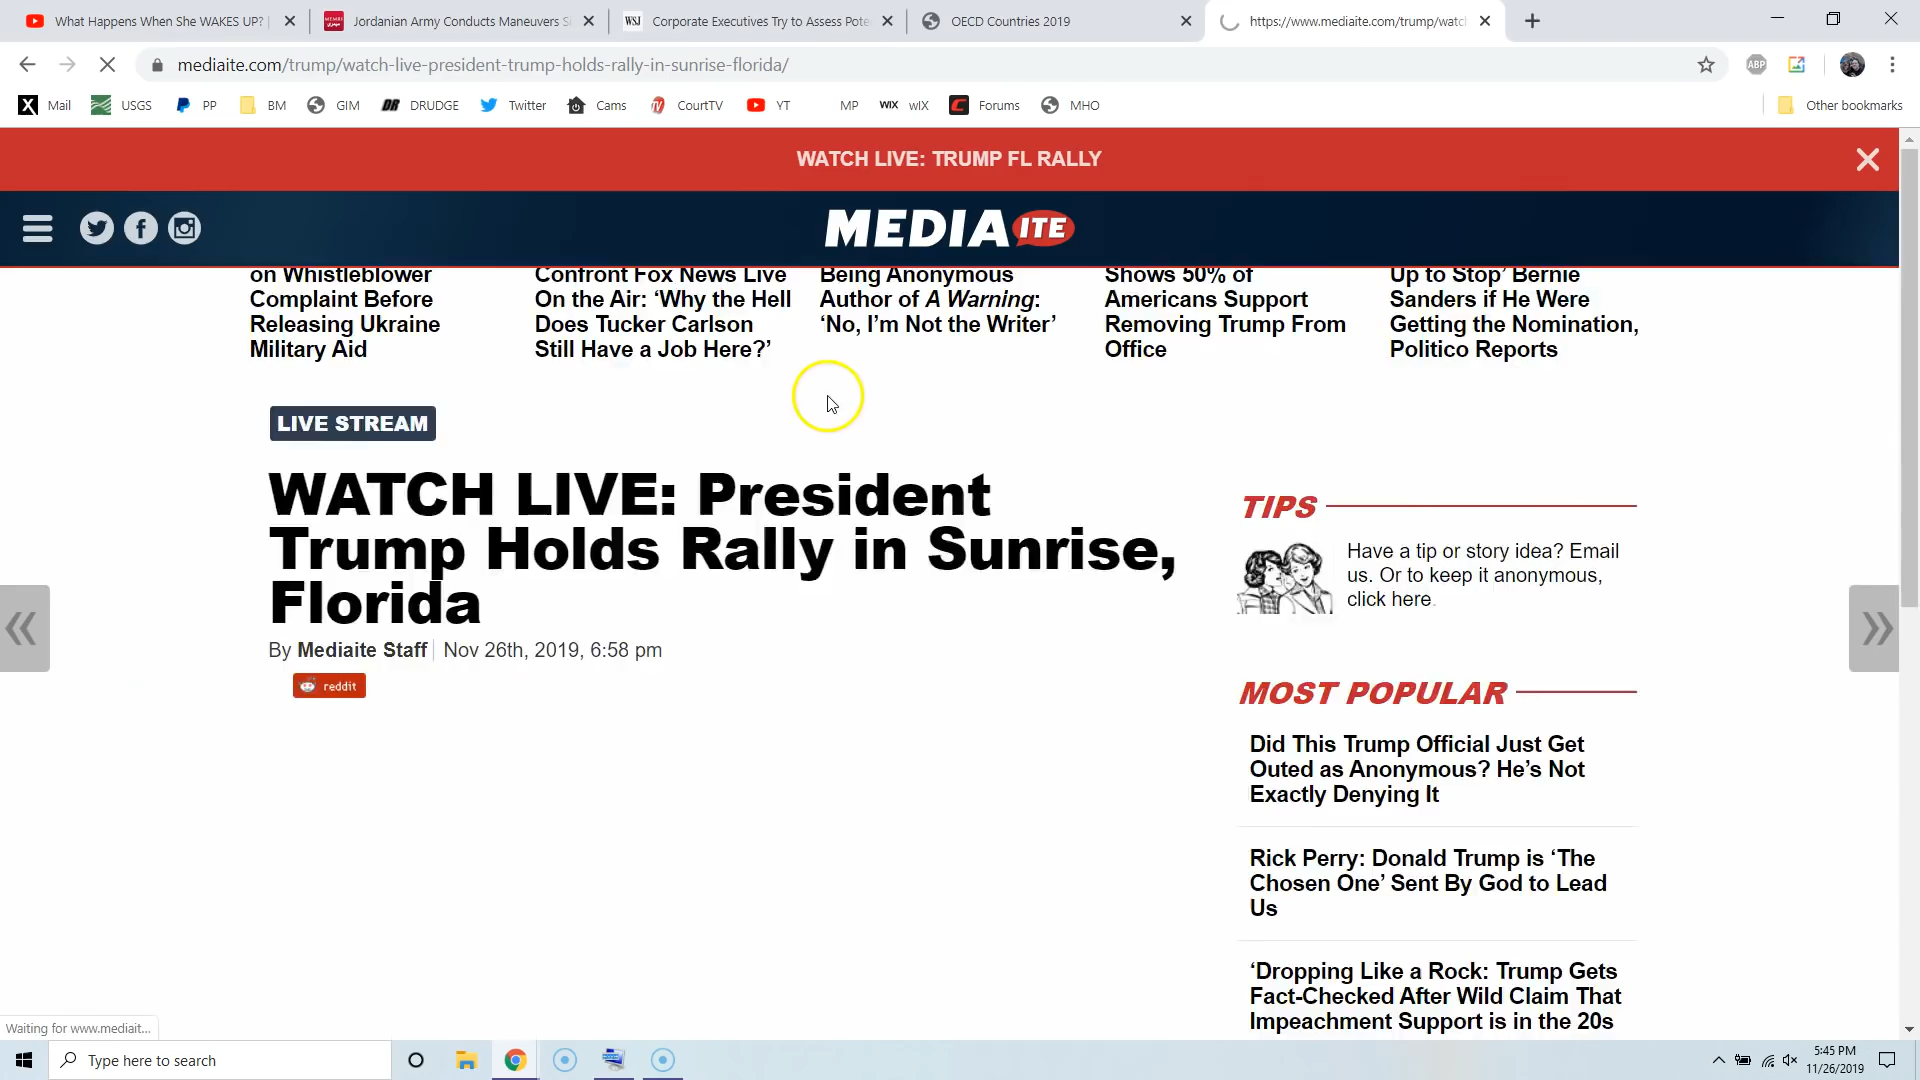 What Happens When She WAKES UP? |
Jordanian Army Conducts Maneuvers S
WSJ
Corporate Executives Try to Assess Pote
OECD Countries 2019
https://www.mediaite.com/trump/watc
mediaite.com/trump/watch-live-president-trump-holds-rally-in-sunrise-florida/
ABP
Mail
USGS
PP
BM
GIM
DR DRUDGE
Twitter
Cams
CourtTV
YT
MP
WIX wIX
Forums
MHO
Other bookmarks
WATCH LIVE: TRUMP FL RALLY
MEDIAITE
on Whistleblower
Complaint Before
Releasing Ukraine
Military Aid
Confront Fox News Live
On the Air: ‘Why the Hell
Does Tucker Carlson
Still Have a Job Here?’
Being Anonymous
Author of A Warning:
‘No, I’m Not the Writer’
Shows 50% of
Americans Support
Removing Trump From
Office
Up to Stop’ Bernie
Sanders if He Were
Getting the Nomination,
Politico Reports
LIVE STREAM
WATCH LIVE: President
Trump Holds Rally in Sunrise,
Florida
By Mediaite Staff | Nov 26th, 2019, 6:58 pm
reddit
TIPS
Have a tip or story idea? Email
us. Or to keep it anonymous,
click here.
MOST POPULAR
Did This Trump Official Just Get
Outed as Anonymous? He’s Not
Exactly Denying It
Rick Perry: Donald Trump is ‘The
Chosen One’ Sent By God to Lead
Us
‘Dropping Like a Rock: Trump Gets
Fact-Checked After Wild Claim That
Impeachment Support is in the 20s
Waiting for www.mediait...
Type here to search
5:45 PM
11/26/2019